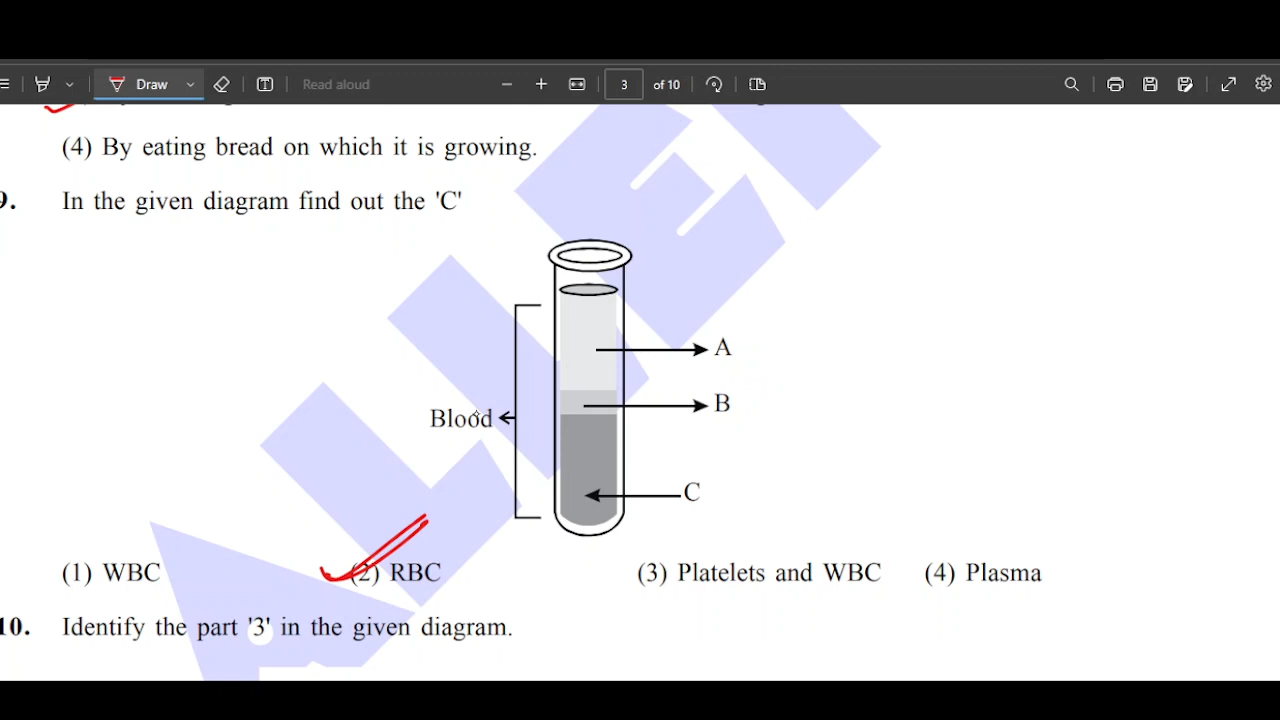 Draw
Read aloud
3
of 10
(4) By eating bread on which it is growing.
9. In the given diagram find out the 'C'
A
B
Blood
C
(1) WBC (2) RBC (3) Platelets and WBC (4) Plasma
10. Identify the part '3' in the given diagram.
ALLEN